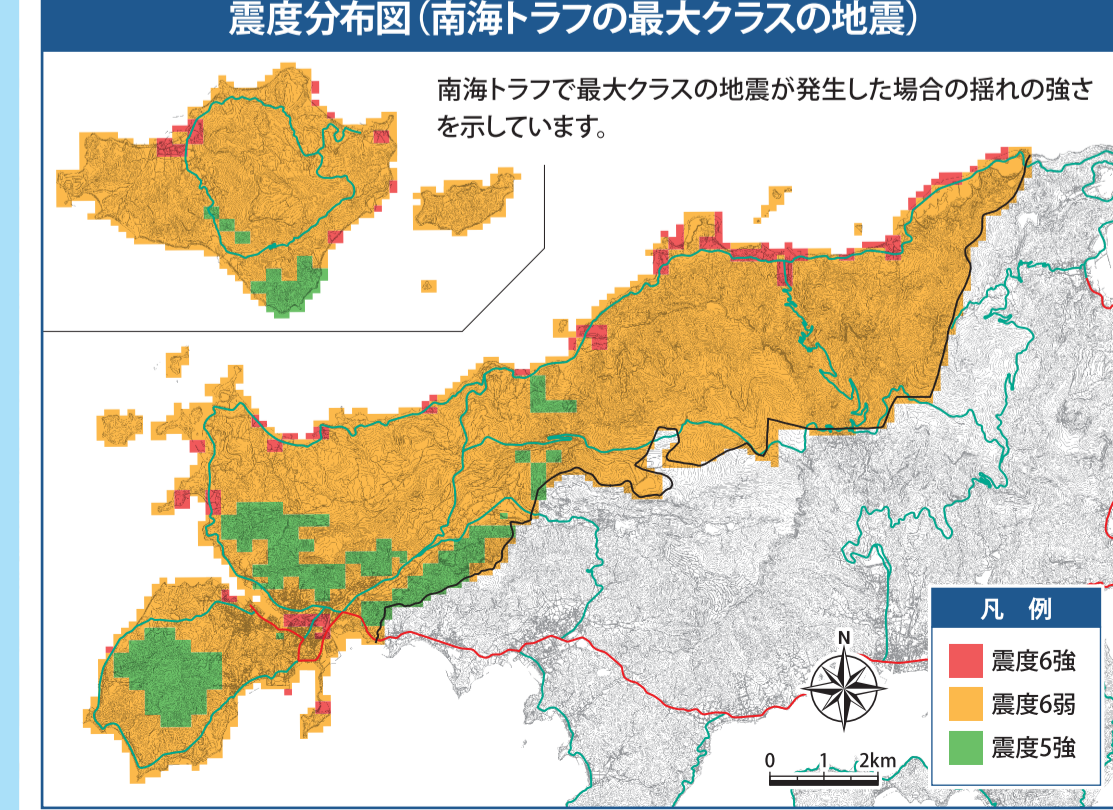 震度分布図(南海トラフの最大クラスの地震)
南海トラフで最大クラスの地震が発生した場合の揺れの強さ
を示しています。
N
0 1 2km
凡 例
震度6強
震度6弱
震度5強